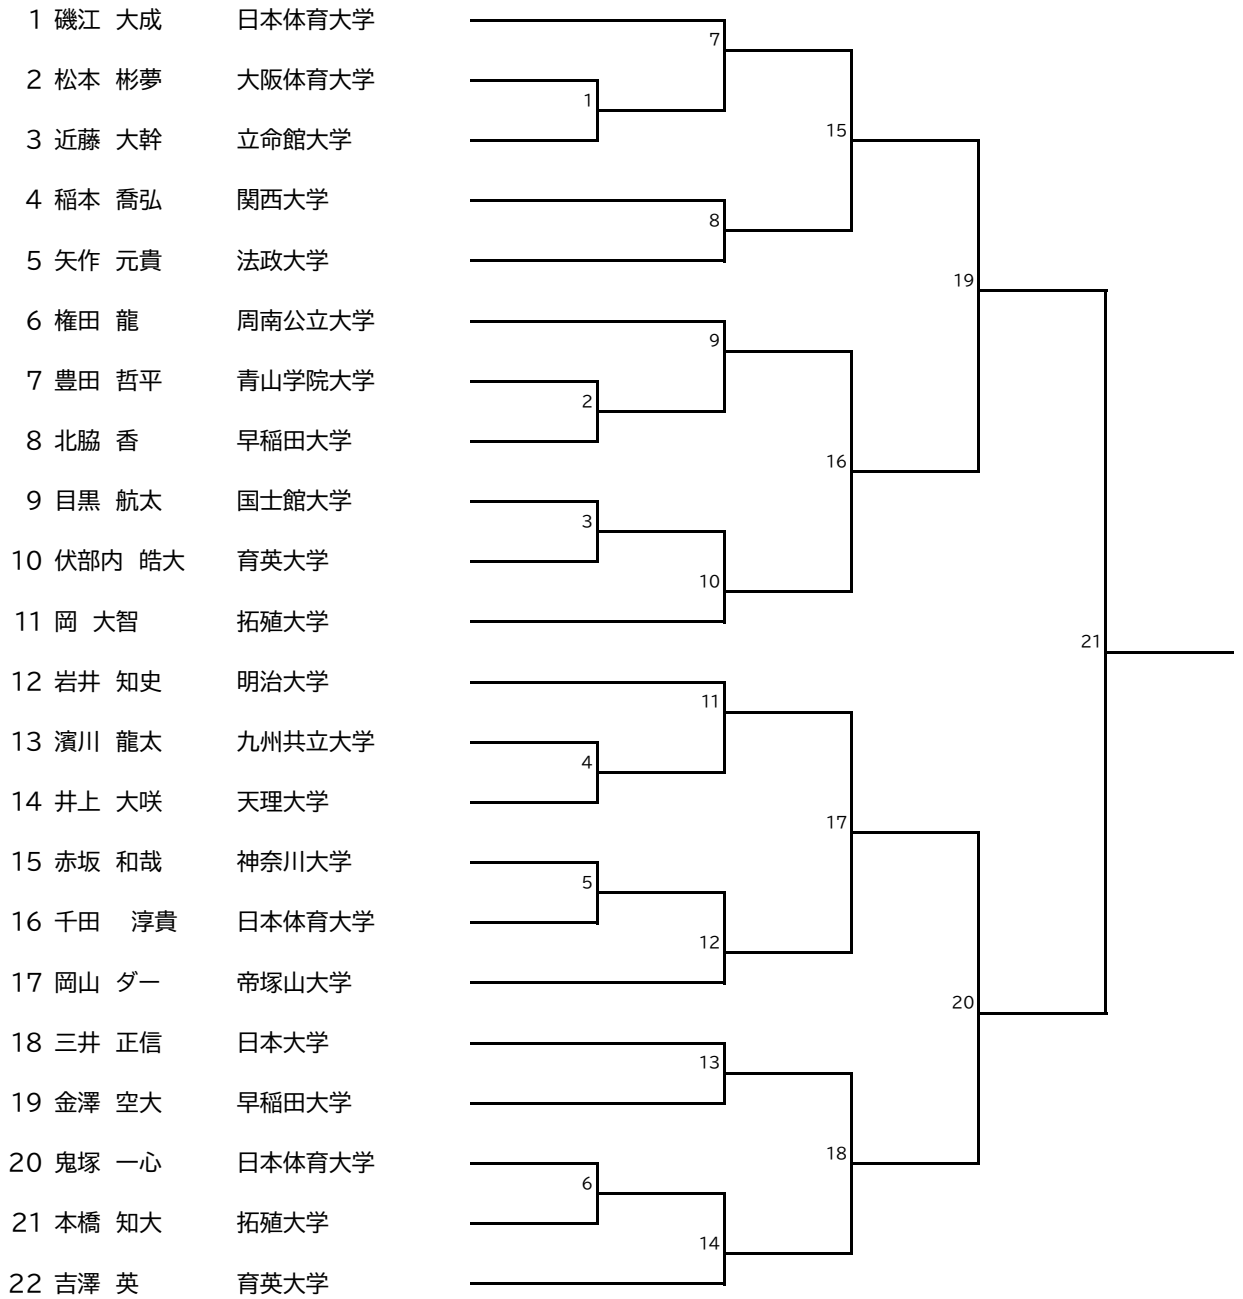 1 磯江 大成 日本体育大学
7
2 松本 彬夢 大阪体育大学
1
3 近藤 大幹 立命館大学
15
4 稲本 喬弘 関西大学
8
5 矢作 元貴 法政大学
19
6 権田 龍 周南公立大学
9
7 豊田 哲平 青山学院大学
2
8 北脇 香 早稲田大学
16
9 目黒 航太 国士館大学
3
10 伏部内 皓大 育英大学
10
11 岡 大智 拓殖大学
21
12 岩井 知史 明治大学
11
13 濱川 龍太 九州共立大学
4
14 井上 大咲 天理大学
17
15 赤坂 和哉 神奈川大学
5
16 千田 淳貴 日本体育大学
12
17 岡山 ダー 帝塚山大学
20
18 三井 正信 日本大学
13
19 金澤 空大 早稲田大学
18
20 鬼塚 一心 日本体育大学
6
21 本橋 知大 拓殖大学
14
22 吉澤 英 育英大学